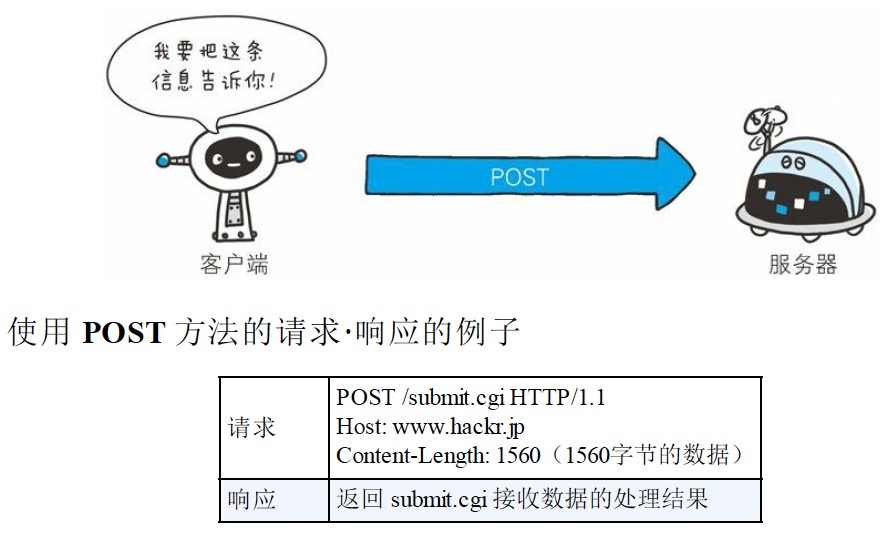 我要把这条
信息告诉你!
POST
客户端
服务器
使用 POST 方法的请求·响应的例子
请求
POST /submit.cgi HTTP/1.1
Host: www.hackr.jp
Content-Length: 1560（1560字节的数据）
响应
返回 submit.cgi 接收数据的处理结果